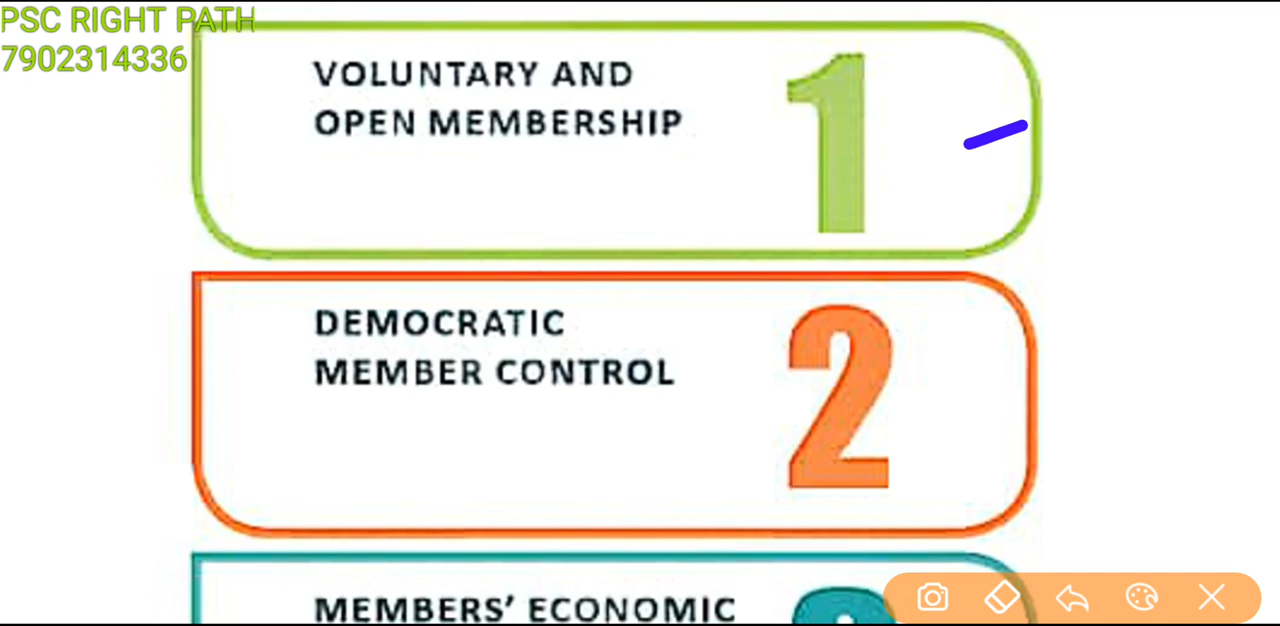 PSC RIGHT PATH
7902314336
VOLUNTARY AND
OPEN MEMBERSHIP
1
DEMOCRATIC
MEMBER CONTROL
2
MEMBERS' ECONOMIC